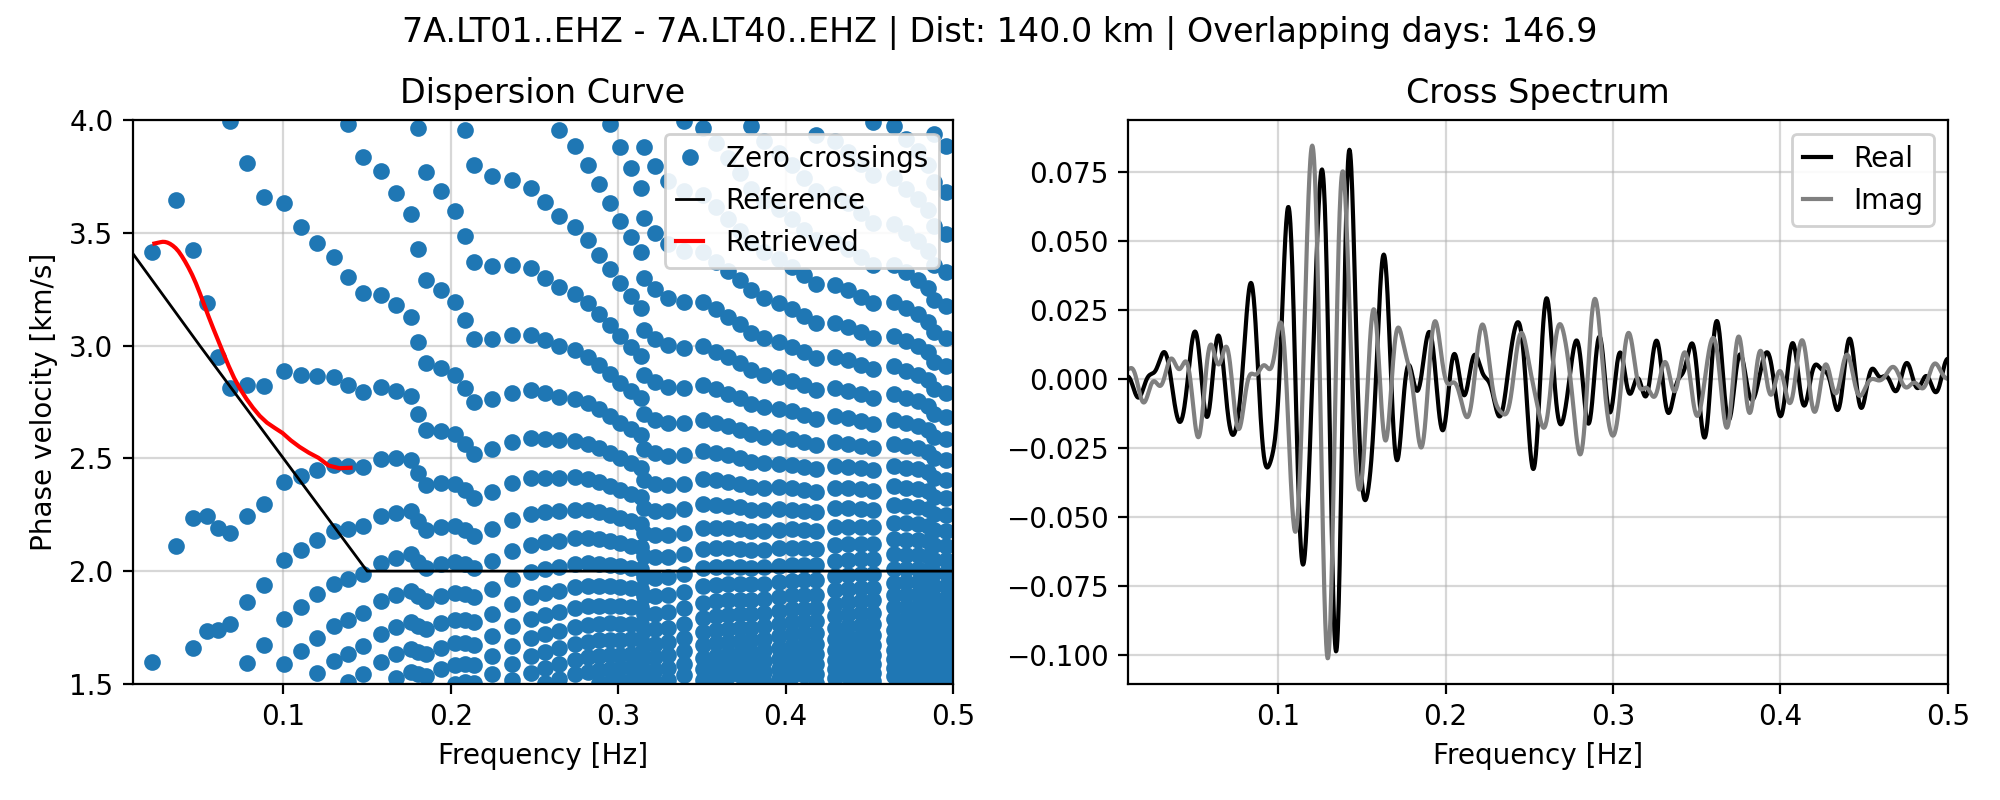 7A.LT01..EHZ - 7A.LT40..EHZ | Dist: 140.0 km | Overlapping days: 146.9
Dispersion Curve
Phase velocity [km/s]
4.0
3.5
3.0
2.5
2.0
1.5
0.1 0.2 0.3 0.4 0.5
Frequency [Hz]
Zero crossings
Reference
Retrieved
Cross Spectrum
0.075
0.050
0.025
0.000
−0.025
−0.050
−0.075
−0.100
0.1 0.2 0.3 0.4 0.5
Frequency [Hz]
Real
Imag